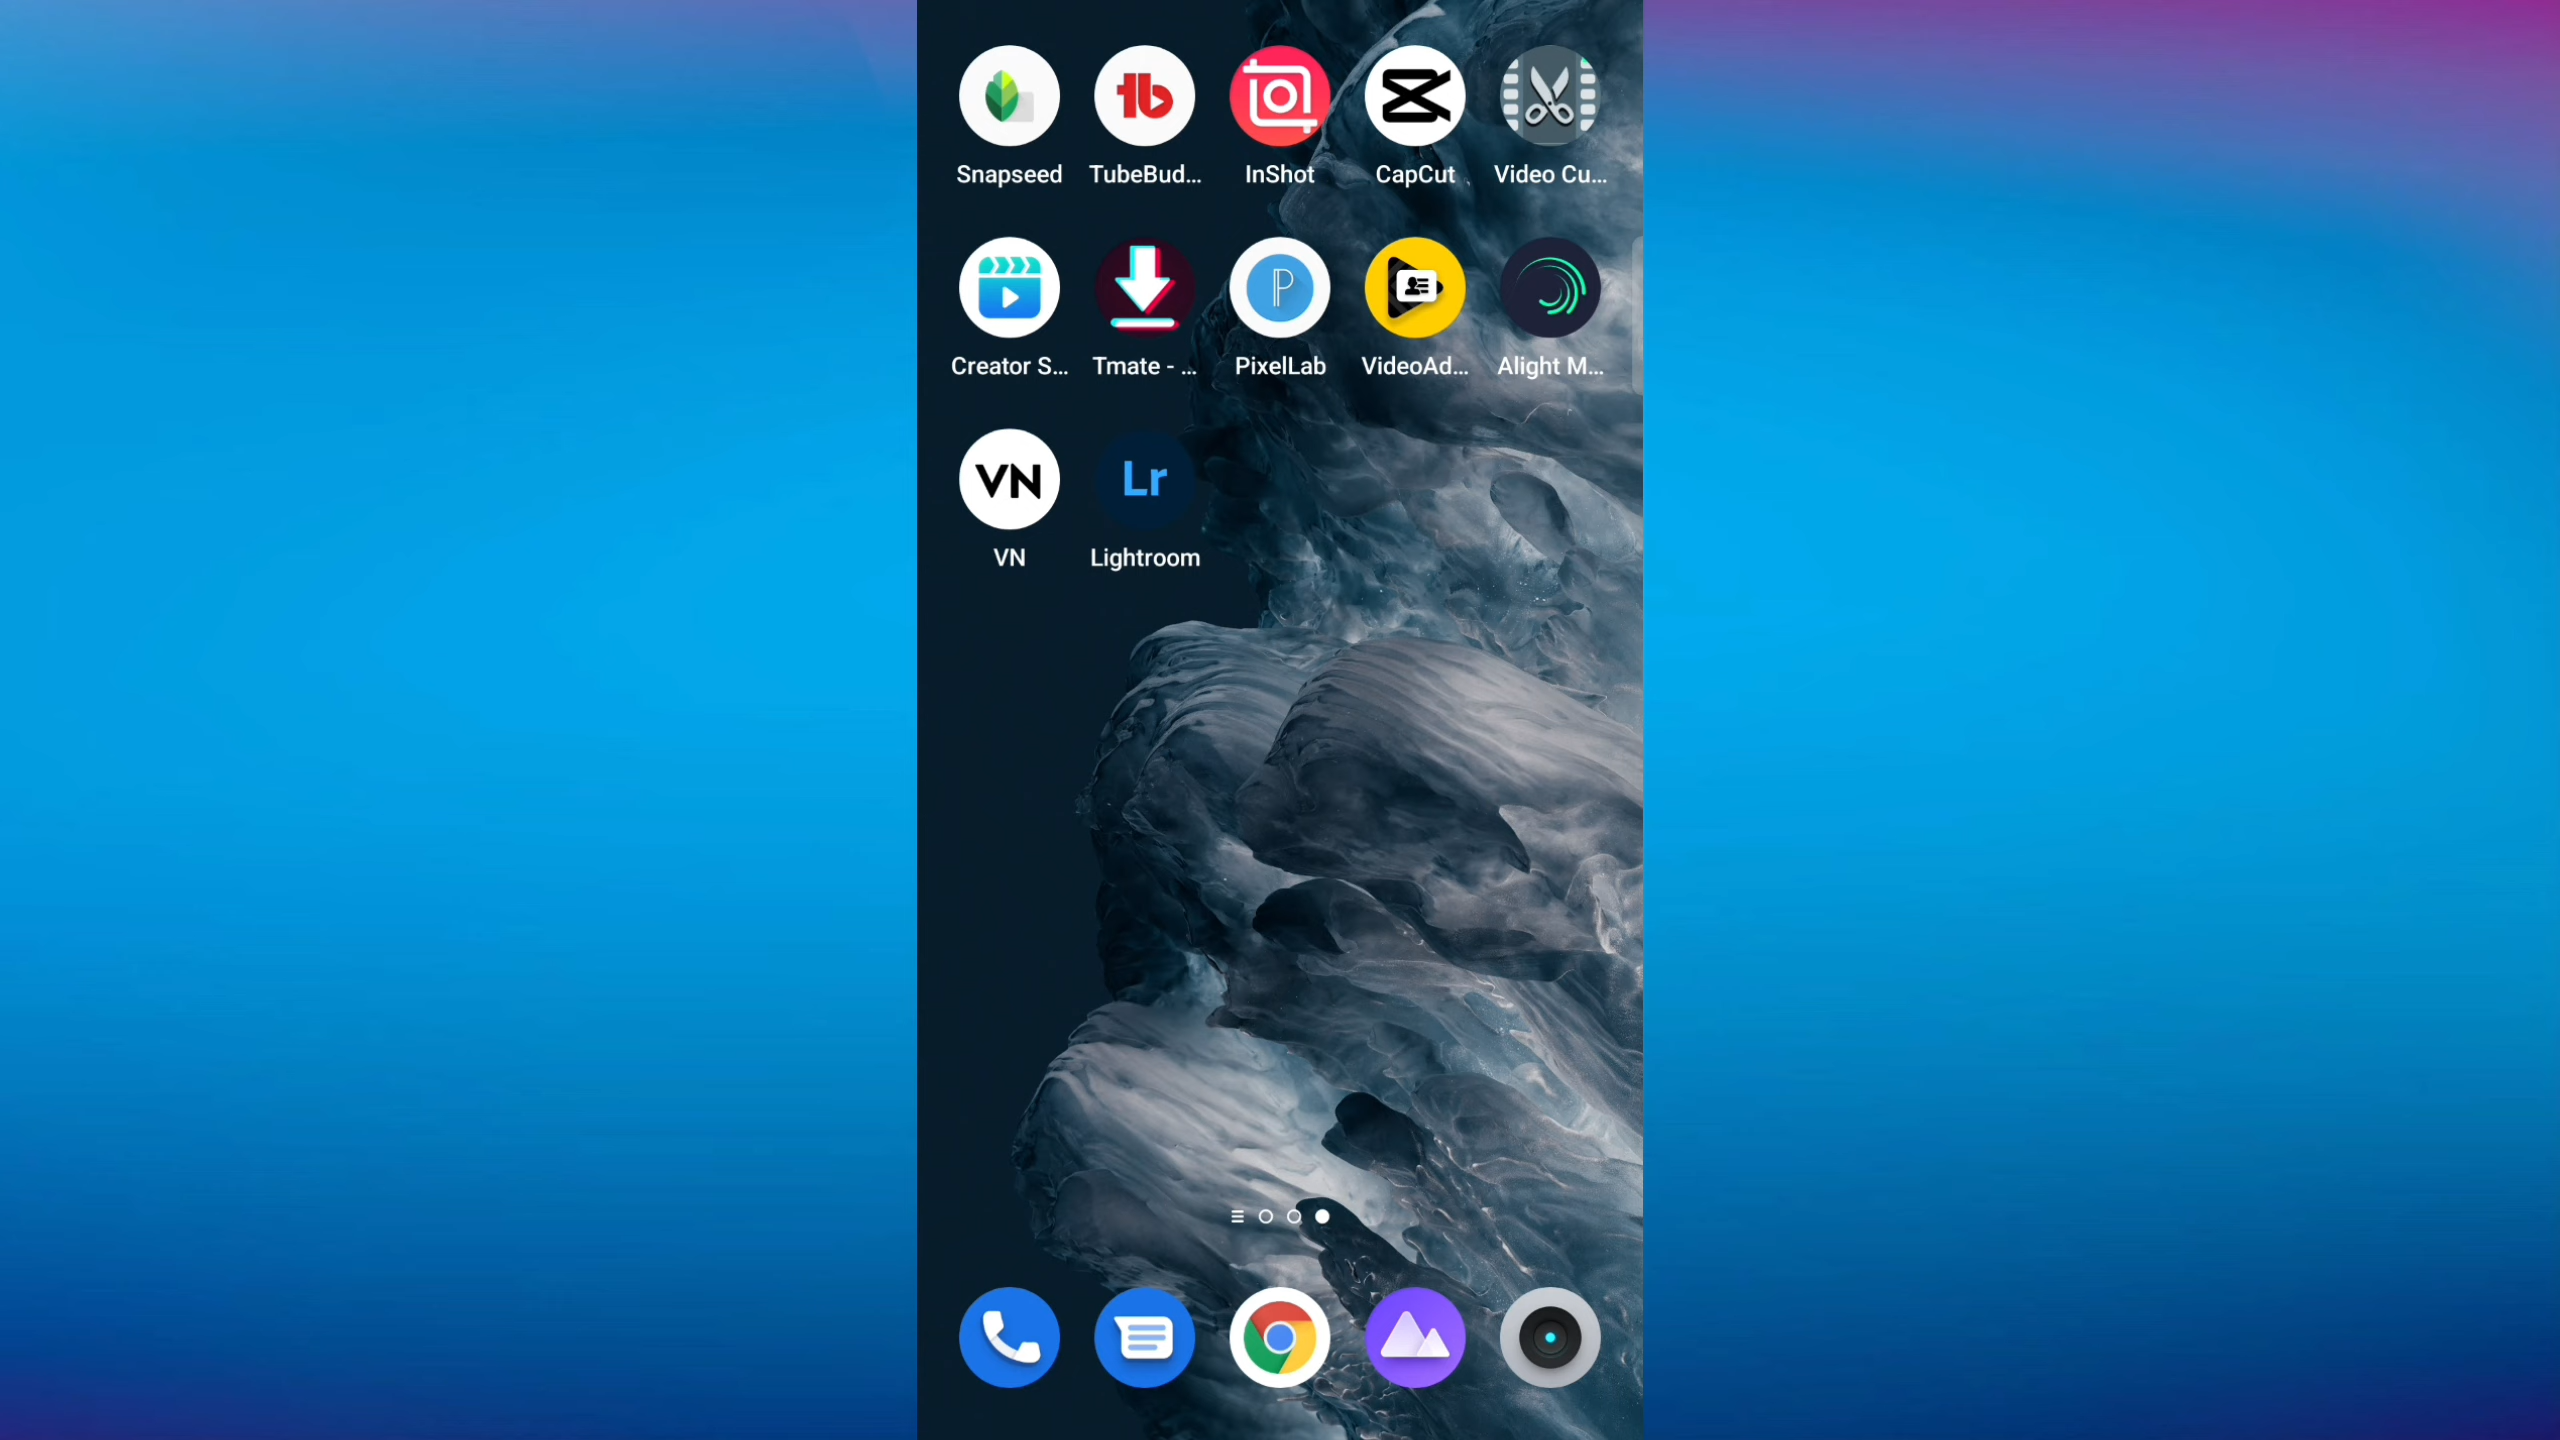 Snapseed TubeBud... InShot CapCut Video Cu...
Creator S... Tmate - ... PixelLab VideoAd... Alight M...
VN Lr
VN Lightroom